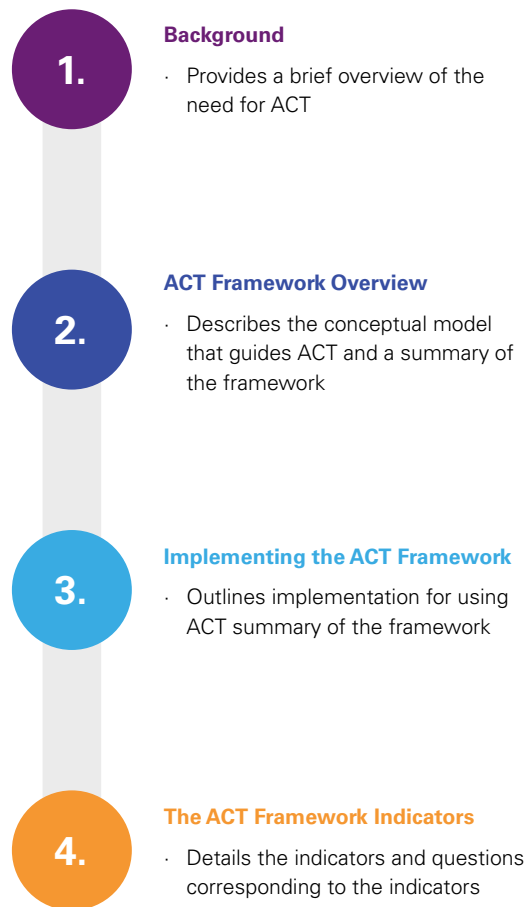 1.
Background
· Provides a brief overview of the
need for ACT
2.
ACT Framework Overview
· Describes the conceptual model
that guides ACT and a summary of
the framework
3.
Implementing the ACT Framework
· Outlines implementation for using
ACT summary of the framework
4.
The ACT Framework Indicators
· Details the indicators and questions
corresponding to the indicators